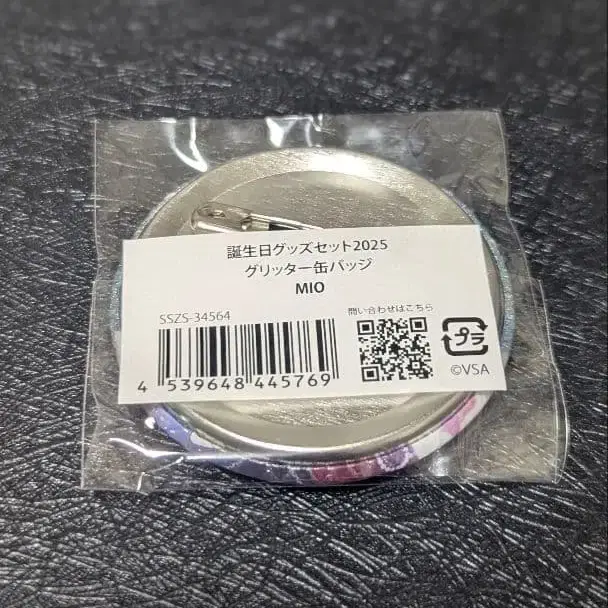 誕生日グッズセット2025
グリッター缶バッジ
MIO
SSZS-34564
問い合わせはこちら
4 539648 445769
プラ
©VSA